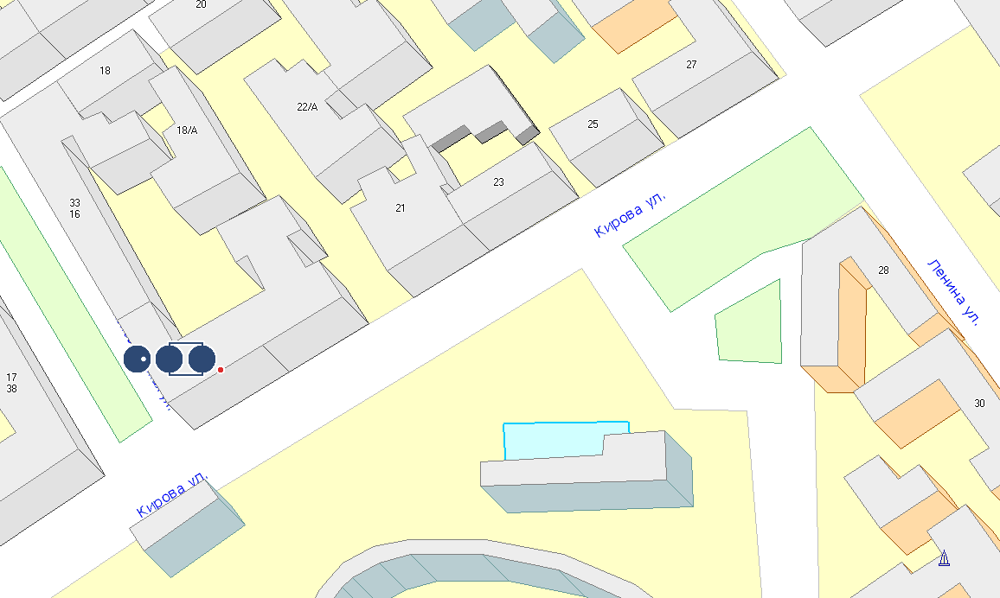 20
18
18/А
22/А
27
25
33
16
21
23
Кирова ул.
28
Ленина ул.
17
38
30
Кирова ул.